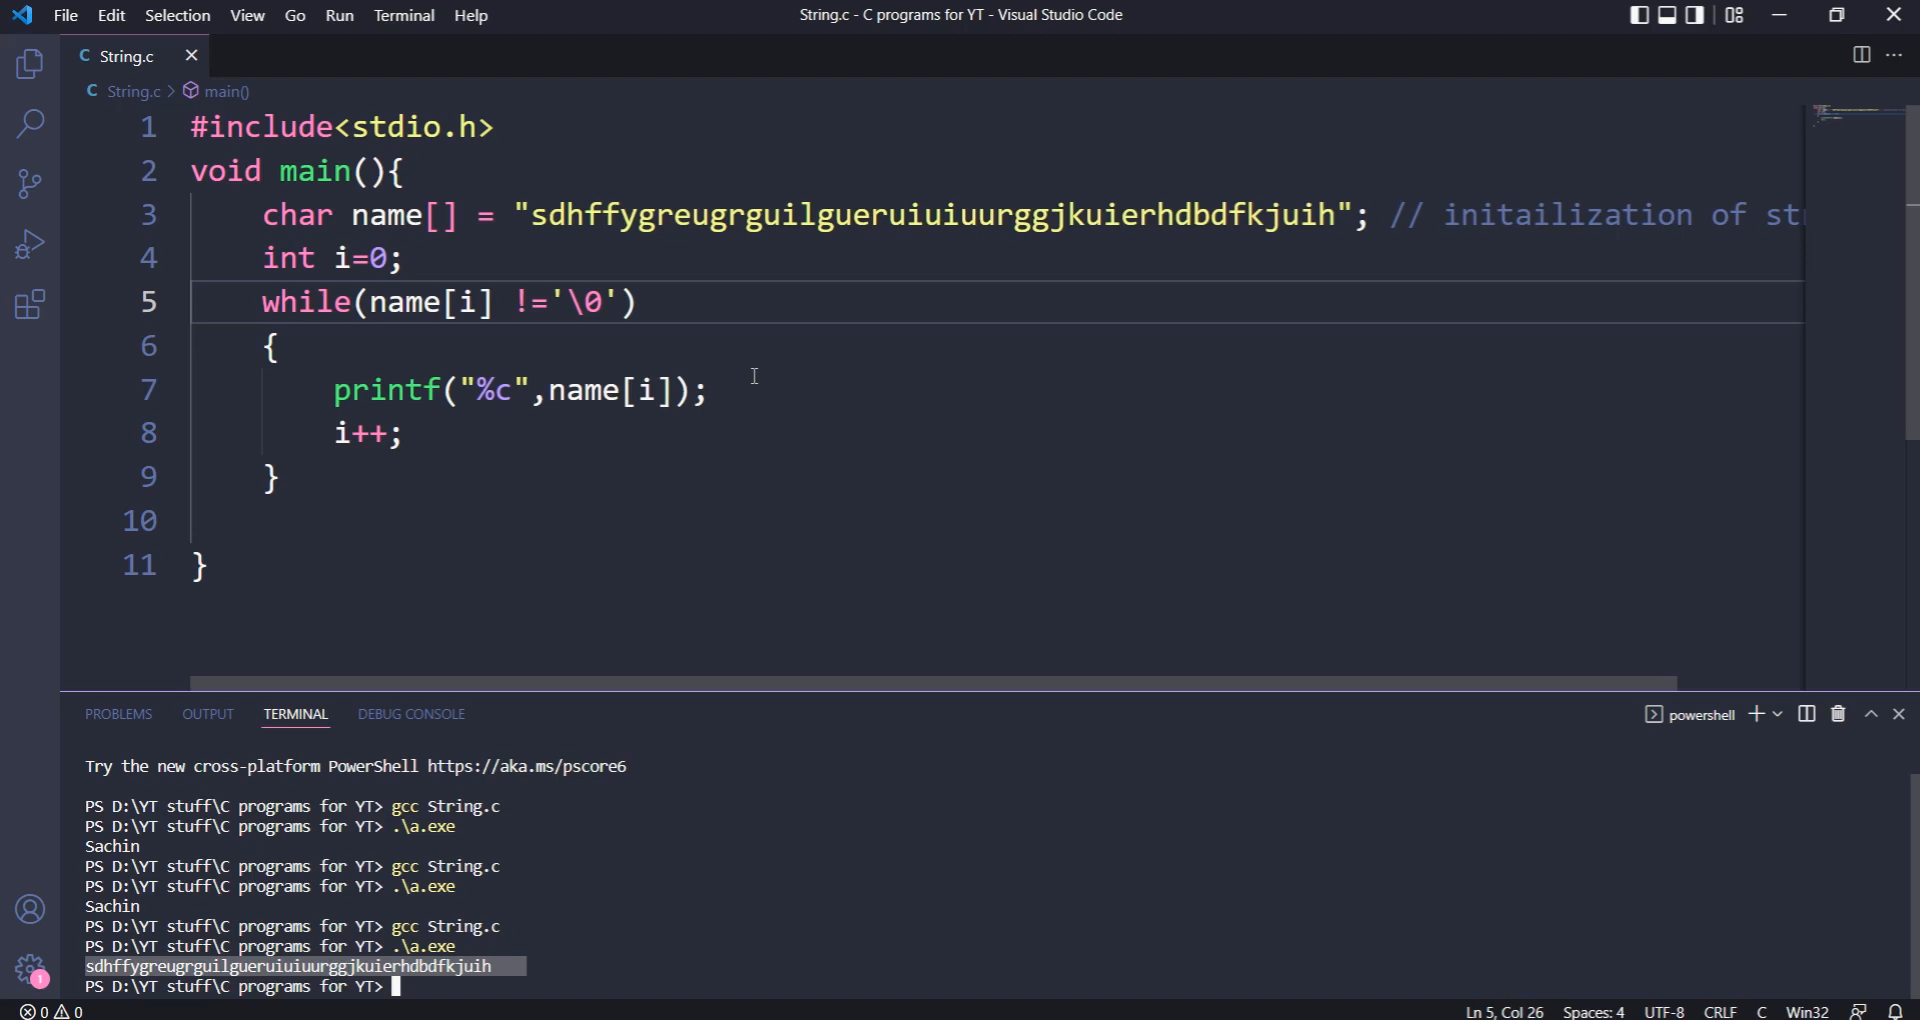 File Edit Selection View Go Run Terminal Help String.c - C programs for YT - Visual Studio Code
C String.c
C String.c > main()
1 #include<stdio.h>
2 void main(){
3 char name[] = "sdhffygreugrguilgueruiuiuurggjkuierhdbdfkjuih"; // initailization of st
4 int i=0;
5 while(name[i] !='\0')
6 {
7 printf("%c",name[i]);
8 i++;
9 }
10
11 }
PROBLEMS OUTPUT TERMINAL DEBUG CONSOLE powershell
Try the new cross-platform PowerShell https://aka.ms/pscore6
PS D:\YT stuff\C programs for YT> gcc String.c
PS D:\YT stuff\C programs for YT> .\a.exe
Sachin
PS D:\YT stuff\C programs for YT> gcc String.c
PS D:\YT stuff\C programs for YT> .\a.exe
Sachin
PS D:\YT stuff\C programs for YT> gcc String.c
PS D:\YT stuff\C programs for YT> .\a.exe
sdhffygreugrguilgueruiuiuurggjkuierhdbdfkjuih
PS D:\YT stuff\C programs for YT>
1
0 0 Ln 5, Col 26 Spaces: 4 UTF-8 CRLF C Win32